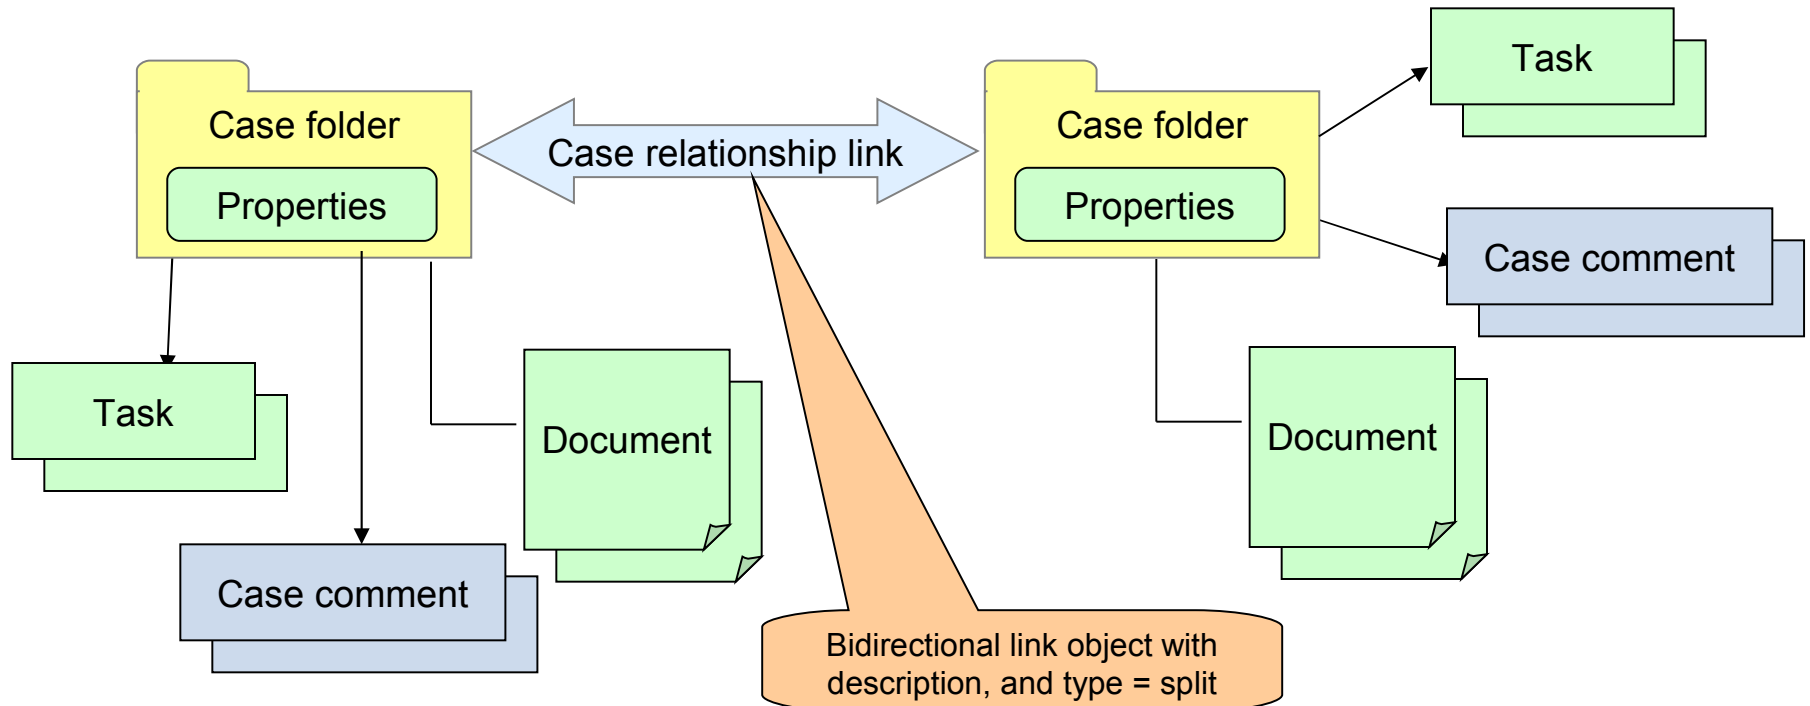 Case folder
Properties
Case relationship link
Case folder
Properties
Task
Case comment
Task
Document
Document
Case comment
Bidirectional link object with
description, and type = split